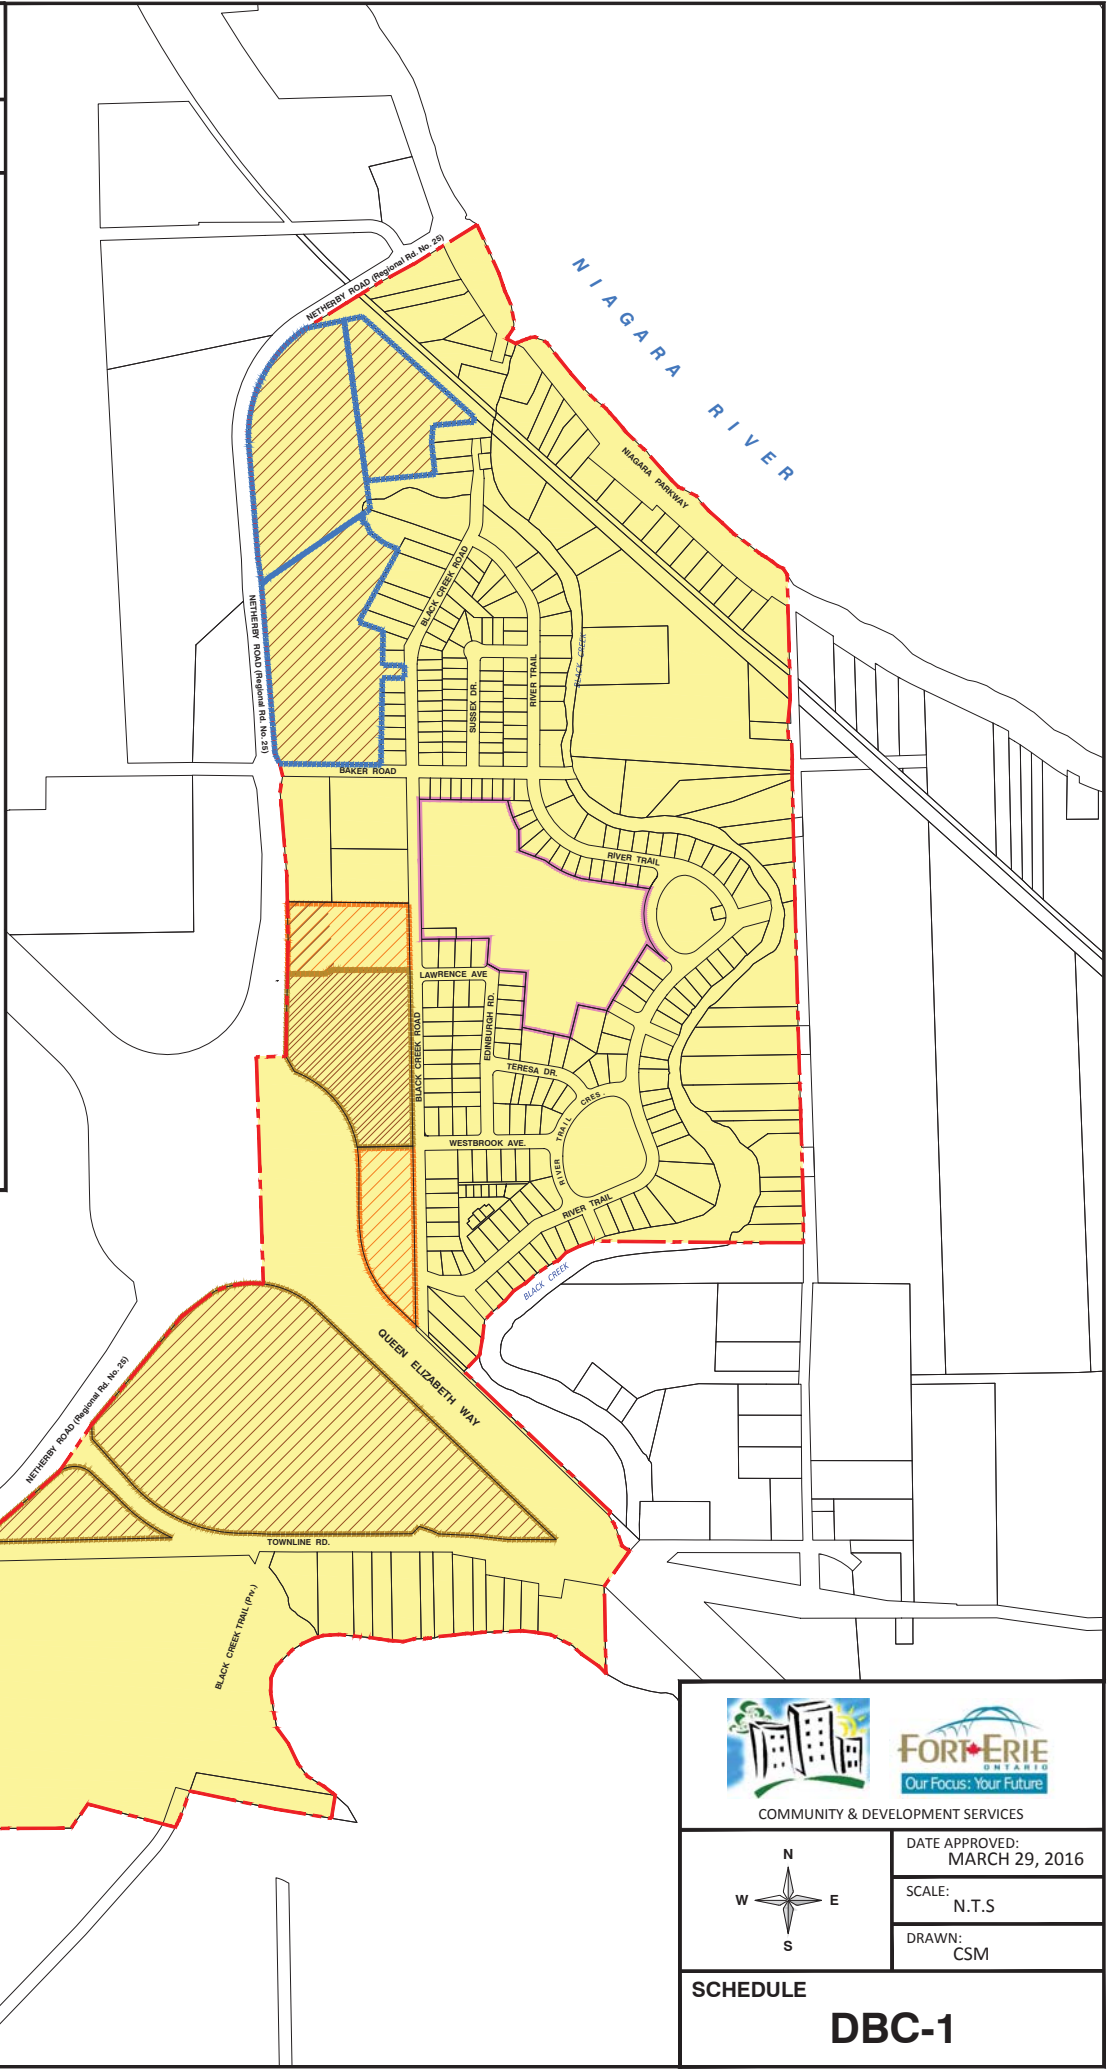 NETHERBY ROAD (Regional Rd. No. 25)
NIAGARA RIVER
NIAGARA PARKWAY
BLACK CREEK ROAD
NETHERBY ROAD (Regional Rd. No. 25)
SUSSEX DR.
RIVER TRAIL
BLACK CREEK
BAKER ROAD
RIVER TRAIL
LAWRENCE AVE
EDINBURGH RD.
BLACK CREEK ROAD
TERESA DR.
RIVER TRAIL CRES.
WESTBROOK AVE.
RIVER TRAIL
BLACK CREEK
QUEEN ELIZABETH WAY
NETHERBY ROAD (Regional Rd. No. 25)
TOWNLINE RD.
BLACK CREEK TRAIL (Prv.)
FORT ERIE
ONTARIO
Our Focus: Your Future
COMMUNITY & DEVELOPMENT SERVICES
N
W E
S
DATE APPROVED:
MARCH 29, 2016
SCALE:
N.T.S
DRAWN:
CSM
SCHEDULE
DBC-1